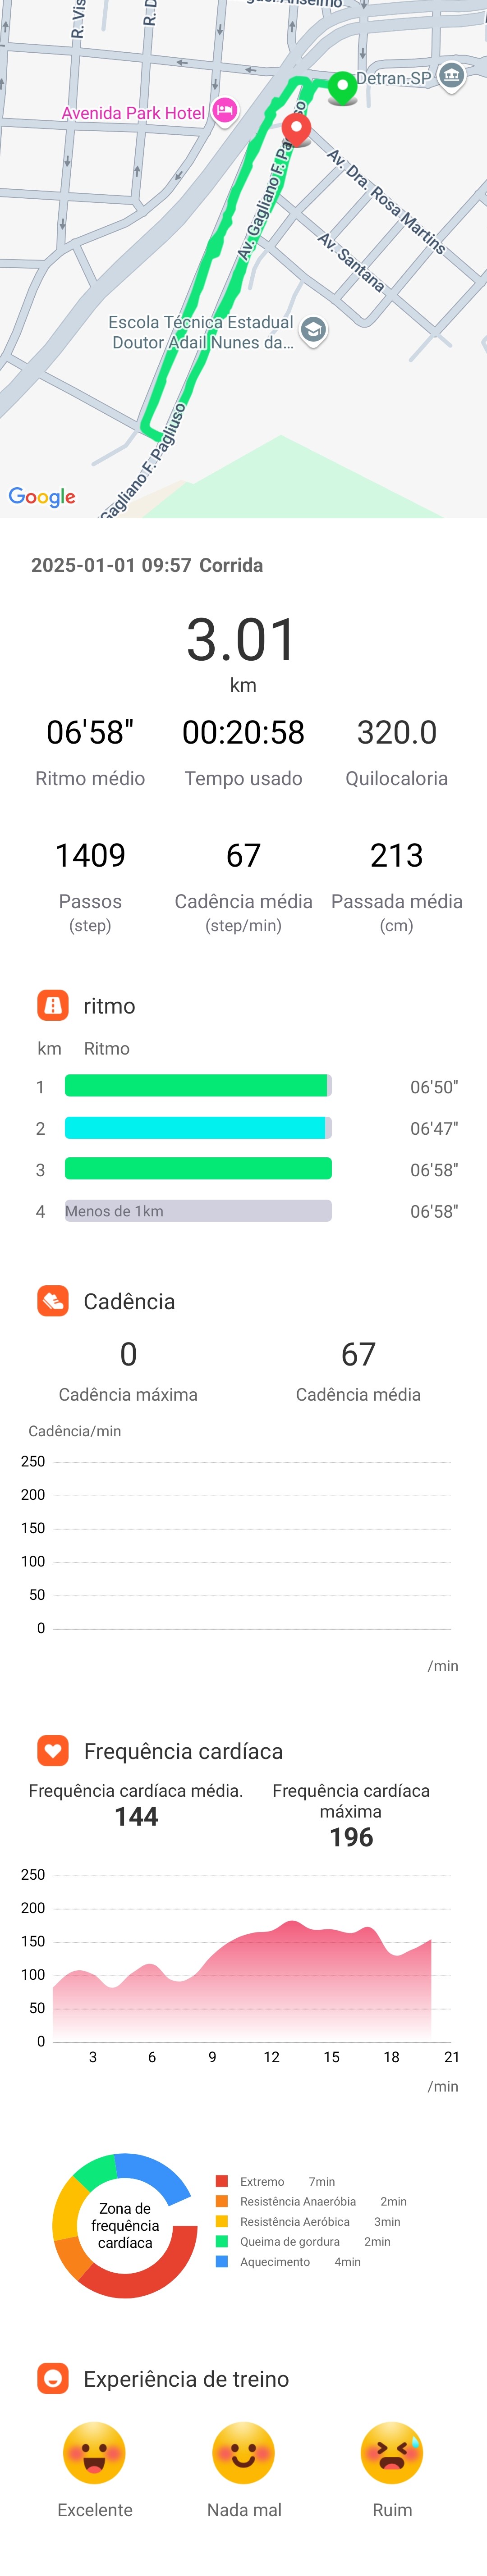 R. Vis
R. D
Detran.SP
Avenida Park Hotel
Av. Gagliano F. Pa
so
Av. Dra. Rosa Martins
Av. Santana
Escola Técnica Estadual
Doutor Adail Nunes da...
Gagliano F. Pagliuso
Google
2025-01-01 09:57 Corrida
3.01
km
06'58" 00:20:58 320.0
Ritmo médio Tempo usado Quilocaloria
1409 67 213
Passos Cadência média Passada média
(step) (step/min) (cm)
ritmo
km Ritmo
1 06'50"
2 06'47"
3 06'58"
4 Menos de 1km 06'58"
Cadência
0 67
Cadência máxima Cadência média
Cadência/min
250
200
150
100
50
0
/min
Frequência cardíaca
Frequência cardíaca média. Frequência cardíaca
máxima
144 196
250
200
150
100
50
0
3 6 9 12 15 18 21
/min
Zona de
frequência
cardíaca
Extremo 7min
Resistência Anaeróbia 2min
Resistência Aeróbica 3min
Queima de gordura 2min
Aquecimento 4min
Experiência de treino
Excelente Nada mal Ruim